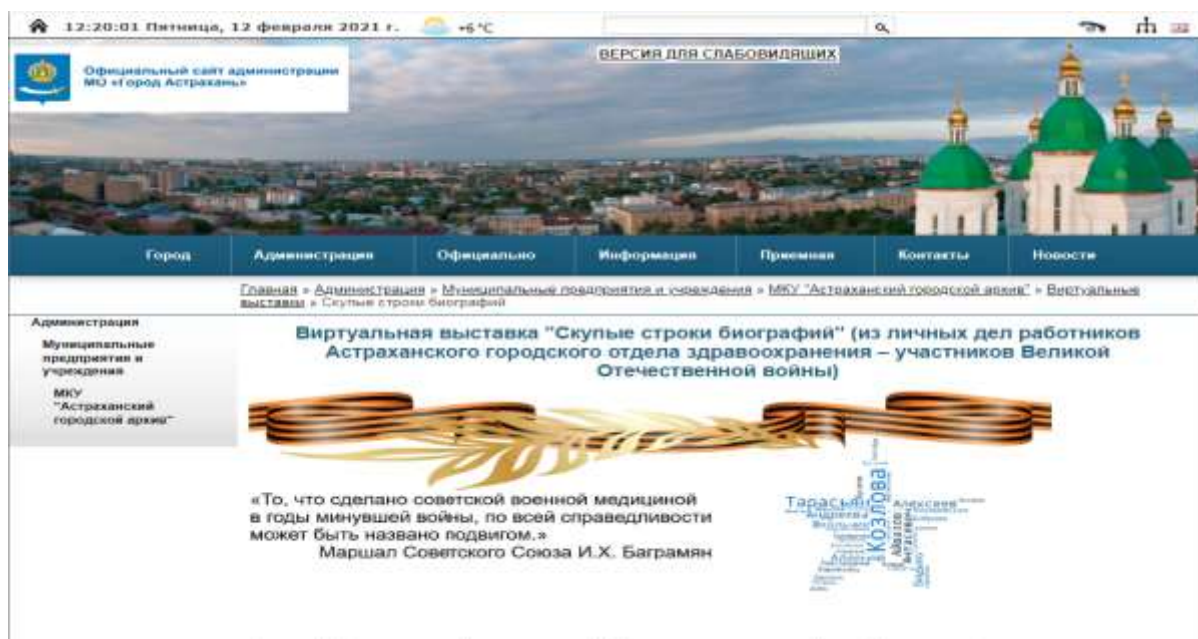 12:20:01 Пятница, 12 февраля 2021 г.
+6 °C
ВЕРСИЯ ДЛЯ СЛАБОВИДЯЩИХ
Официальный сайт администрации
МО «Город Астрахань»
Город Администрация Официально Информация Приемная Контакты Новости
Главная » Администрация » Муниципальные предприятия и учреждения » МКУ "Астраханский городской архив" » Виртуальные
выставки » Скупые строки биографий
Администрация
Муниципальные
предприятия и
учреждения
МКУ
"Астраханский
городской архив"
Виртуальная выставка "Скупые строки биографий" (из личных дел работников
Астраханского городского отдела здравоохранения – участников Великой
Отечественной войны)
«То, что сделано советской военной медициной
в годы минувшей войны, по всей справедливости
может быть названо подвигом.»
Маршал Советского Союза И.Х. Баграмян
Тарасьян
Козлова
Алексеев
Андреева
Айвазов